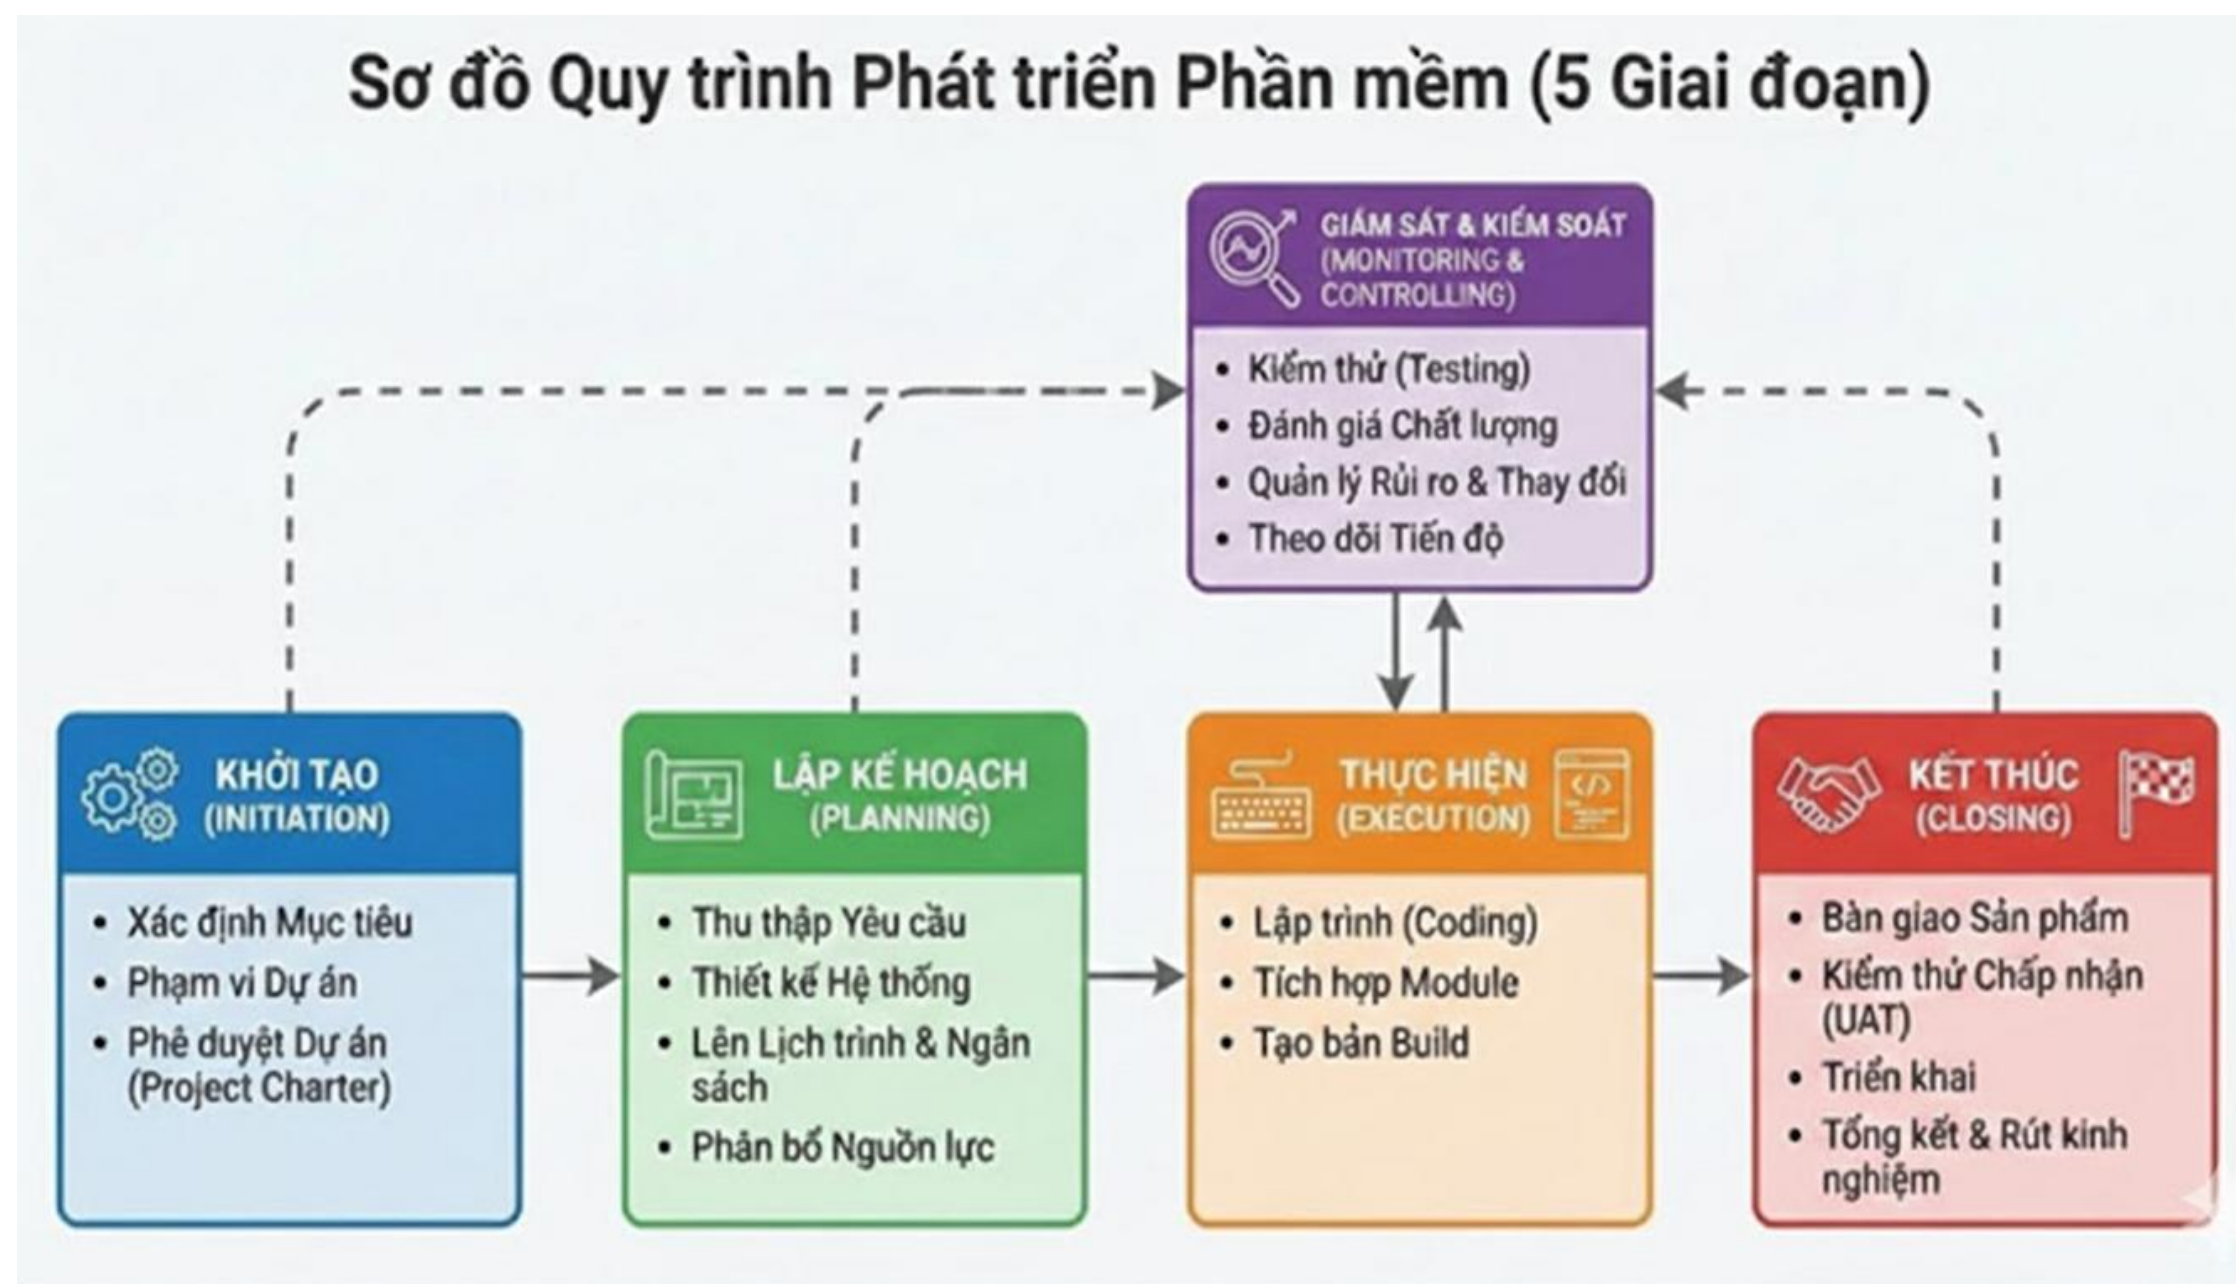 Sơ đồ Quy trình Phát triển Phần mềm (5 Giai đoạn)
GIÁM SÁT & KIỂM SOÁT
(MONITORING &
CONTROLLING)
• Kiểm thử (Testing)
• Đánh giá Chất lượng
• Quản lý Rủi ro & Thay đổi
• Theo dõi Tiến độ
KHỞI TẠO
(INITIATION)
• Xác định Mục tiêu
• Phạm vi Dự án
• Phê duyệt Dự án
(Project Charter)
LẬP KẾ HOẠCH
(PLANNING)
• Thu thập Yêu cầu
• Thiết kế Hệ thống
• Lên Lịch trình & Ngân
sách
• Phân bổ Nguồn lực
THỰC HIỆN
(EXECUTION)
</>
• Lập trình (Coding)
• Tích hợp Module
• Tạo bản Build
KẾT THÚC
(CLOSING)
• Bàn giao Sản phẩm
• Kiểm thử Chấp nhận
(UAT)
• Triển khai
• Tổng kết & Rút kinh
nghiệm